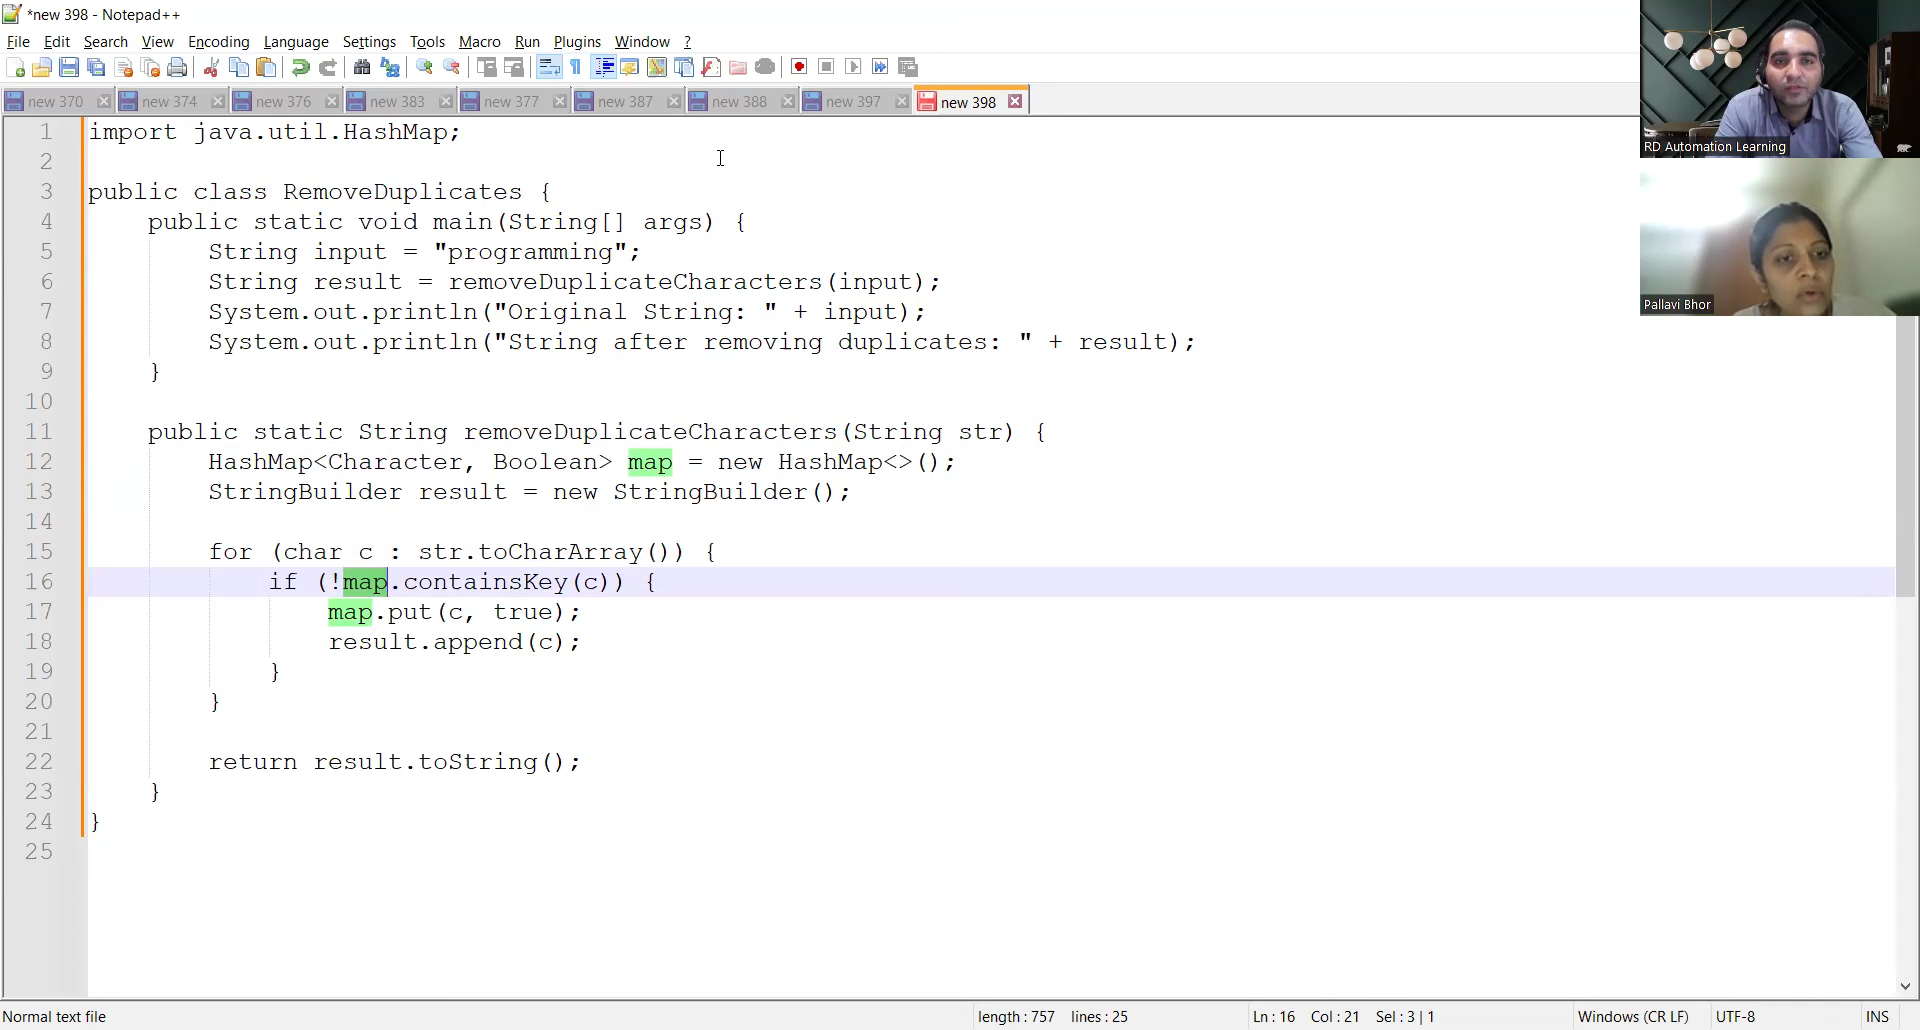 *new 398 - Notepad++
File Edit Search View Encoding Language Settings Tools Macro Run Plugins Window ?
new 370 new 374 new 376 new 383 new 377 new 387 new 388 new 397 new 398
1 import java.util.HashMap;
2
3 public class RemoveDuplicates {
4 public static void main(String[] args) {
5 String input = "programming";
6 String result = removeDuplicateCharacters(input);
7 System.out.println("Original String: " + input);
8 System.out.println("String after removing duplicates: " + result);
9 }
10
11 public static String removeDuplicateCharacters(String str) {
12 HashMap<Character, Boolean> map = new HashMap<>();
13 StringBuilder result = new StringBuilder();
14
15 for (char c : str.toCharArray()) {
16 if (!map.containsKey(c)) {
17 map.put(c, true);
18 result.append(c);
19 }
20 }
21
22 return result.toString();
23 }
24 }
25
RD Automation Learning
Pallavi Bhor
Normal text file length : 757 lines : 25 Ln : 16 Col : 21 Sel : 3 | 1 Windows (CR LF) UTF-8 INS